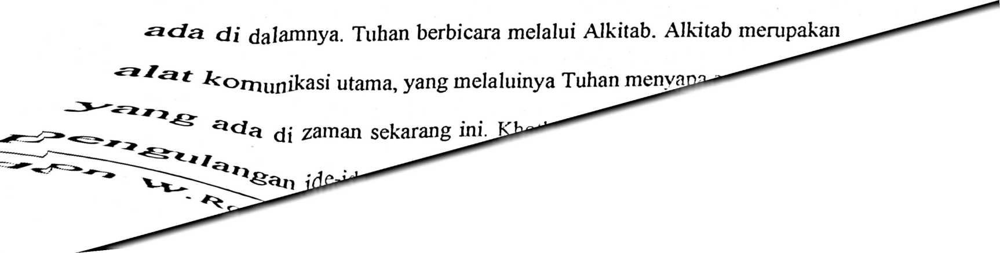 ada di dalamnya. Tuhan berbicara melalui Alkitab. Alkitab merupakan
alat komunikasi utama, yang melaluinya Tuhan menyapa
yang ada di zaman sekarang ini.
pengulangan
W.